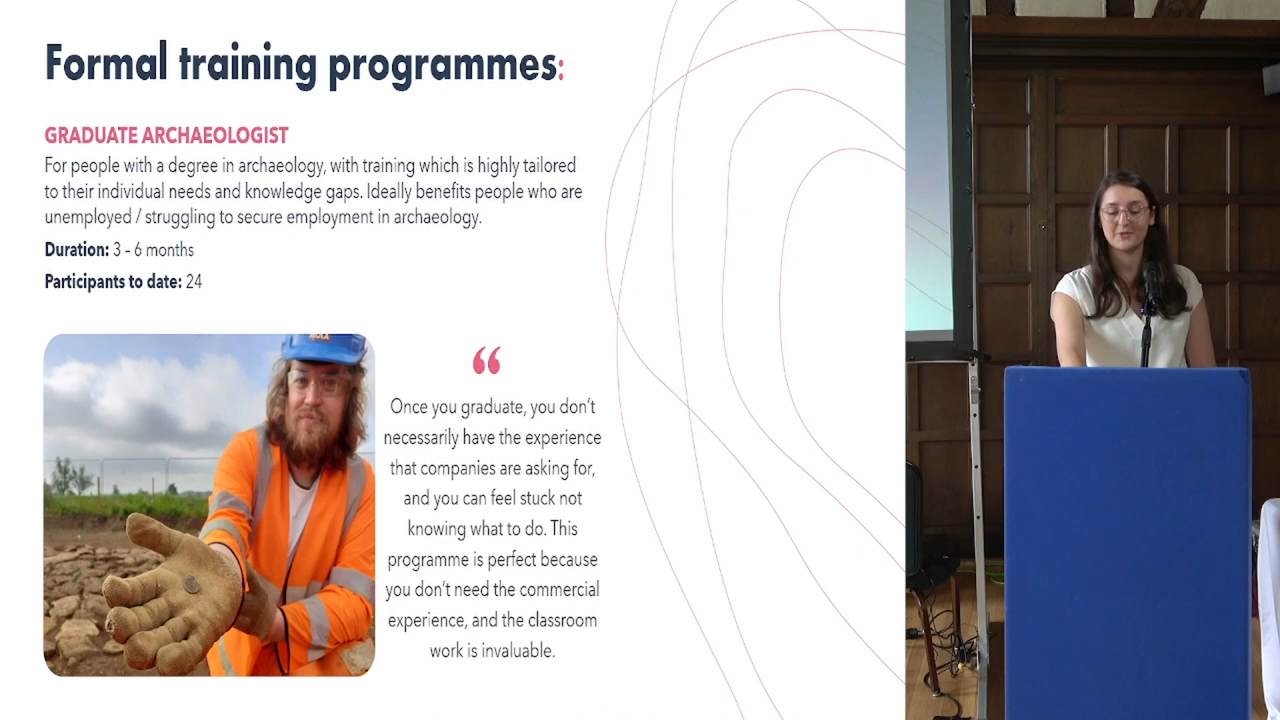 Formal training programmes:
GRADUATE ARCHAEOLOGIST
For people with a degree in archaeology, with training which is highly tailored
to their individual needs and knowledge gaps. Ideally benefits people who are
unemployed / struggling to secure employment in archaeology.
Duration: 3 - 6 months
Participants to date: 24
MOLA
“
Once you graduate, you don’t
necessarily have the experience
that companies are asking for,
and you can feel stuck not
knowing what to do. This
programme is perfect because
you don’t need the commercial
experience, and the classroom
work is invaluable.